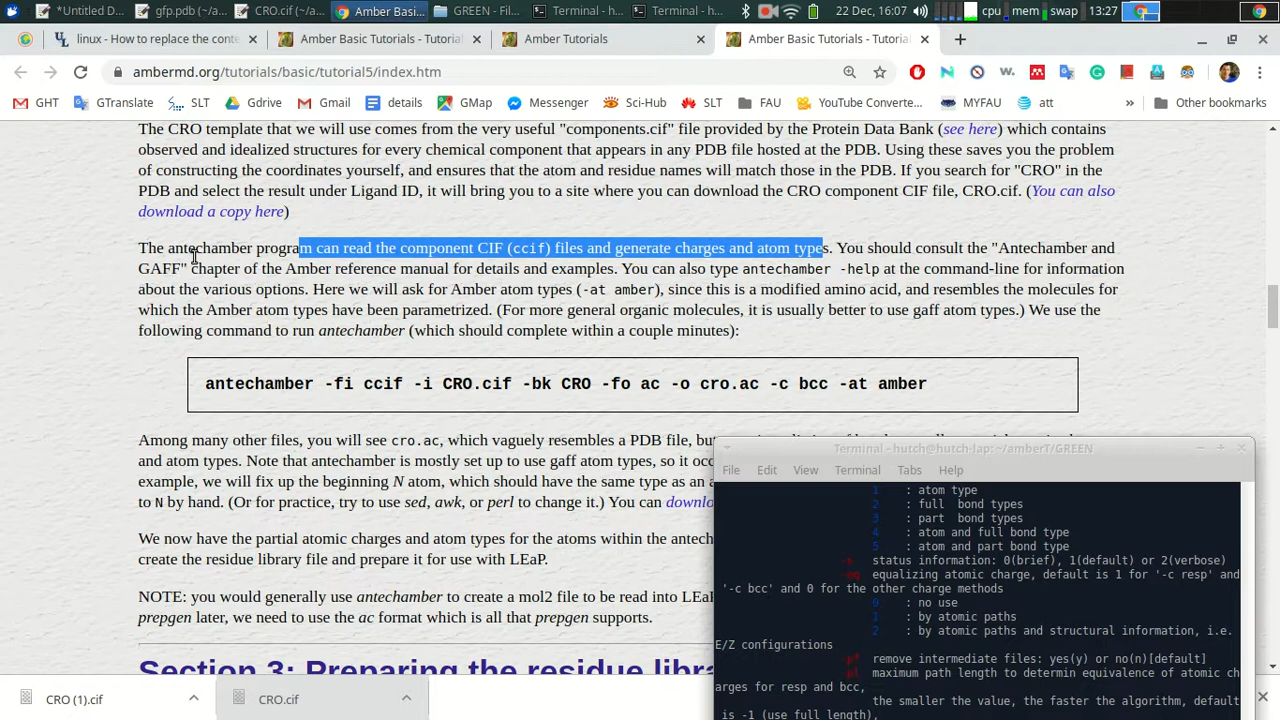 *Untitled D...
gfp.pdb (~/a...
CRO.cif (~/a...
Amber Basi...
GREEN - Fil...
Terminal - h...
Terminal - h...
22 Dec, 16:07
cpu
mem
swap
13:27
linux - How to replace the conte
Amber Basic Tutorials - Tutorial
Amber Tutorials
Amber Basic Tutorials - Tutorial
ambermd.org/tutorials/basic/tutorial5/index.htm
GHT
GTranslate
SLT
Gdrive
Gmail
details
GMap
Messenger
Sci-Hub
SLT
FAU
YouTube Converte...
MYFAU
att
»
Other bookmarks
The CRO template that we will use comes from the very useful "components.cif" file provided by the Protein Data Bank (see here) which contains
observed and idealized structures for every chemical component that appears in any PDB file hosted at the PDB. Using these saves you the problem
of constructing the coordinates yourself, and ensures that the atom and residue names will match those in the PDB. If you search for "CRO" in the
PDB and select the result under Ligand ID, it will bring you to a site where you can download the CRO component CIF file, CRO.cif. (You can also
download a copy here)
The antechamber program can read the component CIF (ccif) files and generate charges and atom types. You should consult the "Antechamber and
GAFF" chapter of the Amber reference manual for details and examples. You can also type antechamber -help at the command-line for information
about the various options. Here we will ask for Amber atom types (-at amber), since this is a modified amino acid, and resembles the molecules for
which the Amber atom types have been parametrized. (For more general organic molecules, it is usually better to use gaff atom types.) We use the
following command to run antechamber (which should complete within a couple minutes):
antechamber -fi ccif -i CRO.cif -bk CRO -fo ac -o cro.ac -c bcc -at amber
Among many other files, you will see cro.ac, which vaguely resembles a PDB file, but
and atom types. Note that antechamber is mostly set up to use gaff atom types, so it occ
example, we will fix up the beginning N atom, which should have the same type as an a
to N by hand. (Or for practice, try to use sed, awk, or perl to change it.) You can downlo
We now have the partial atomic charges and atom types for the atoms within the antech
create the residue library file and prepare it for use with LEaP.
NOTE: you would genially use antechamber to create a mol2 file to be read into LEaP
prepgen later, we need to use the ac format which is all that prepgen supports.
Section 3: Preparing the residue libra
Terminal - hutch@hutch-lap:~/amberT/GREEN
File Edit View Terminal Tabs Help
1 : atom type
2 : full bond types
3 : part bond types
4 : atom and full bond type
5 : atom and part bond type
-s status information: 0(brief), 1(default) or 2(verbose)
-eq equalizing atomic charge, default is 1 for '-c resp' and
'-c bcc' and 0 for the other charge methods
0 : no use
1 : by atomic paths
2 : by atomic paths and structural information, i.e.
E/Z configurations
-pf remove intermediate files: yes(y) or no(n)[default]
-pl maximum path length to determin equivalence of atomic ch
arges for resp and bcc,
the smaller the value, the faster the algorithm, default
is -1 (use full length),
CRO (1).cif
CRO.cif